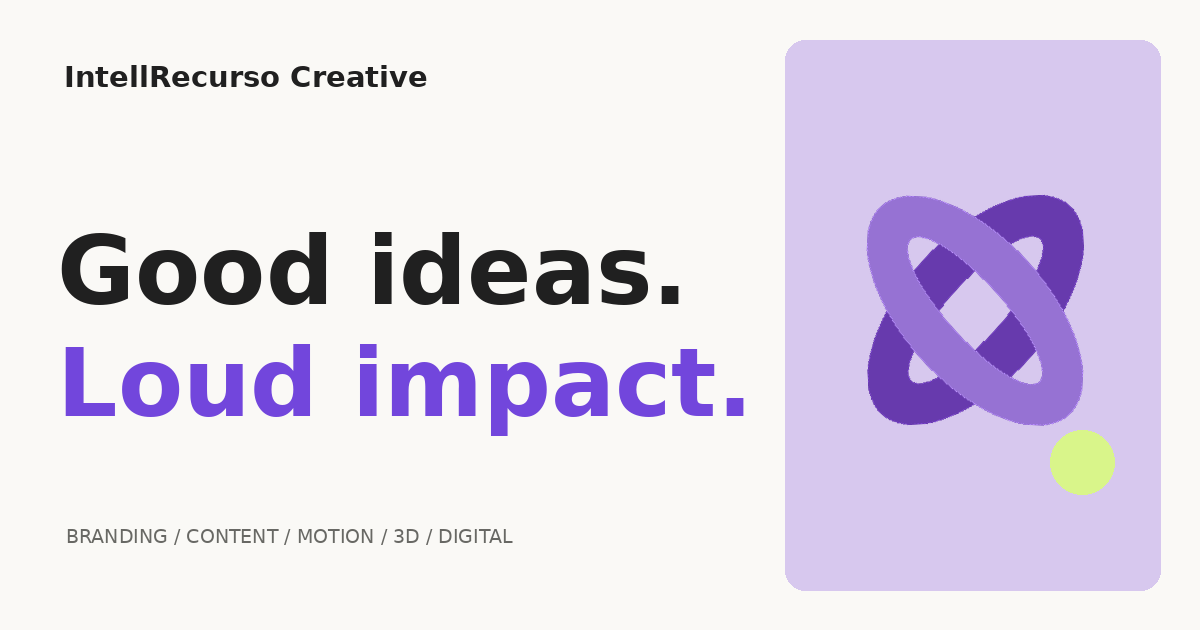 IntellRecurso Creative
Good ideas.
Loud impact.
BRANDING / CONTENT / MOTION / 3D / DIGITAL